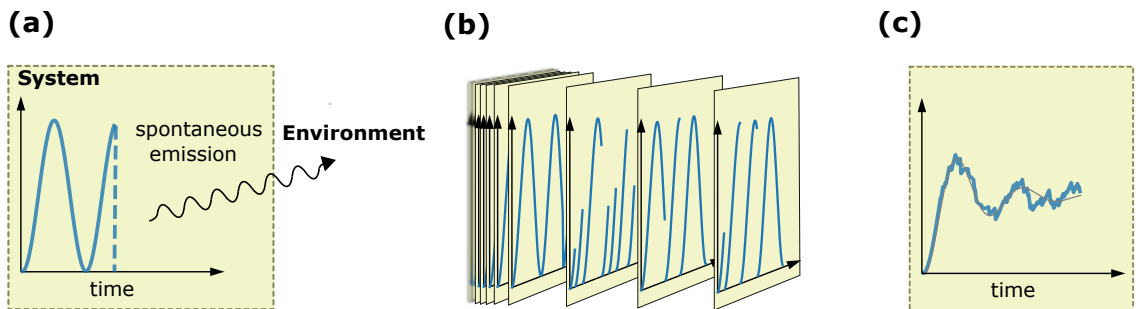 (a)
System
spontaneous
emission
Environment
time
(b)
(c)
time